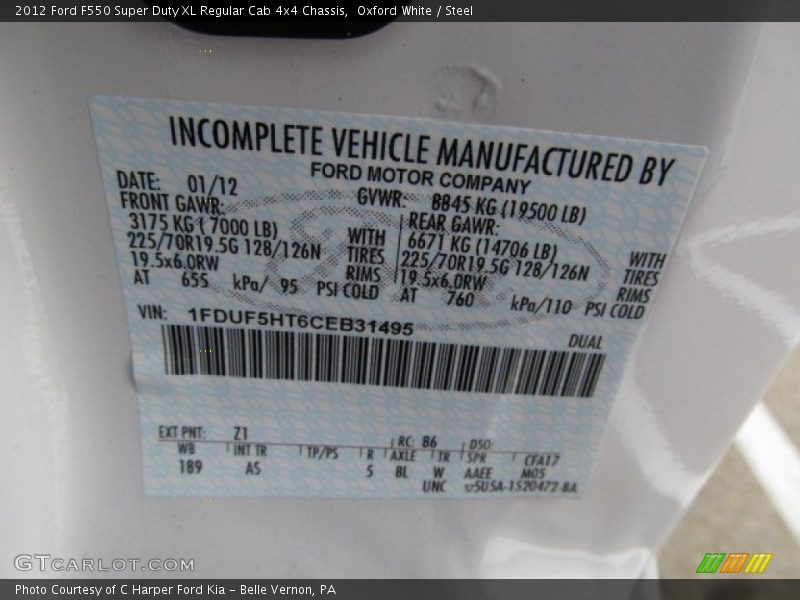 2012 Ford F550 Super Duty XL Regular Cab 4x4 Chassis, Oxford White / Steel
INCOMPLETE VEHICLE MANUFACTURED BY
FORD MOTOR COMPANY
DATE: 01/12 GVWR: 8845 KG (19500 LB)
FRONT GAWR: REAR GAWR:
3175 KG (7000 LB) WITH 6671 KG (14706 LB) WITH
225/70R19.5G 128/126N TIRES 225/70R19.5G 128/126N TIRES
19.5x6.0RW RIMS 19.5x6.0RW RIMS
AT 655 kPa/ 95 PSI COLD AT 760 kPa/110 PSI COLD
VIN: 1FDUF5HT6CEB31495
DUAL
EXT PNT: Z1 RC: 86 DSO:
WB INT TR TP/PS R AXLE TR SPR CFA17
189 AS 5 8L W AAEE M05
UNC ▽5U5A-1520472-BA
GTCARLOT.COM
Photo Courtesy of C Harper Ford Kia – Belle Vernon, PA